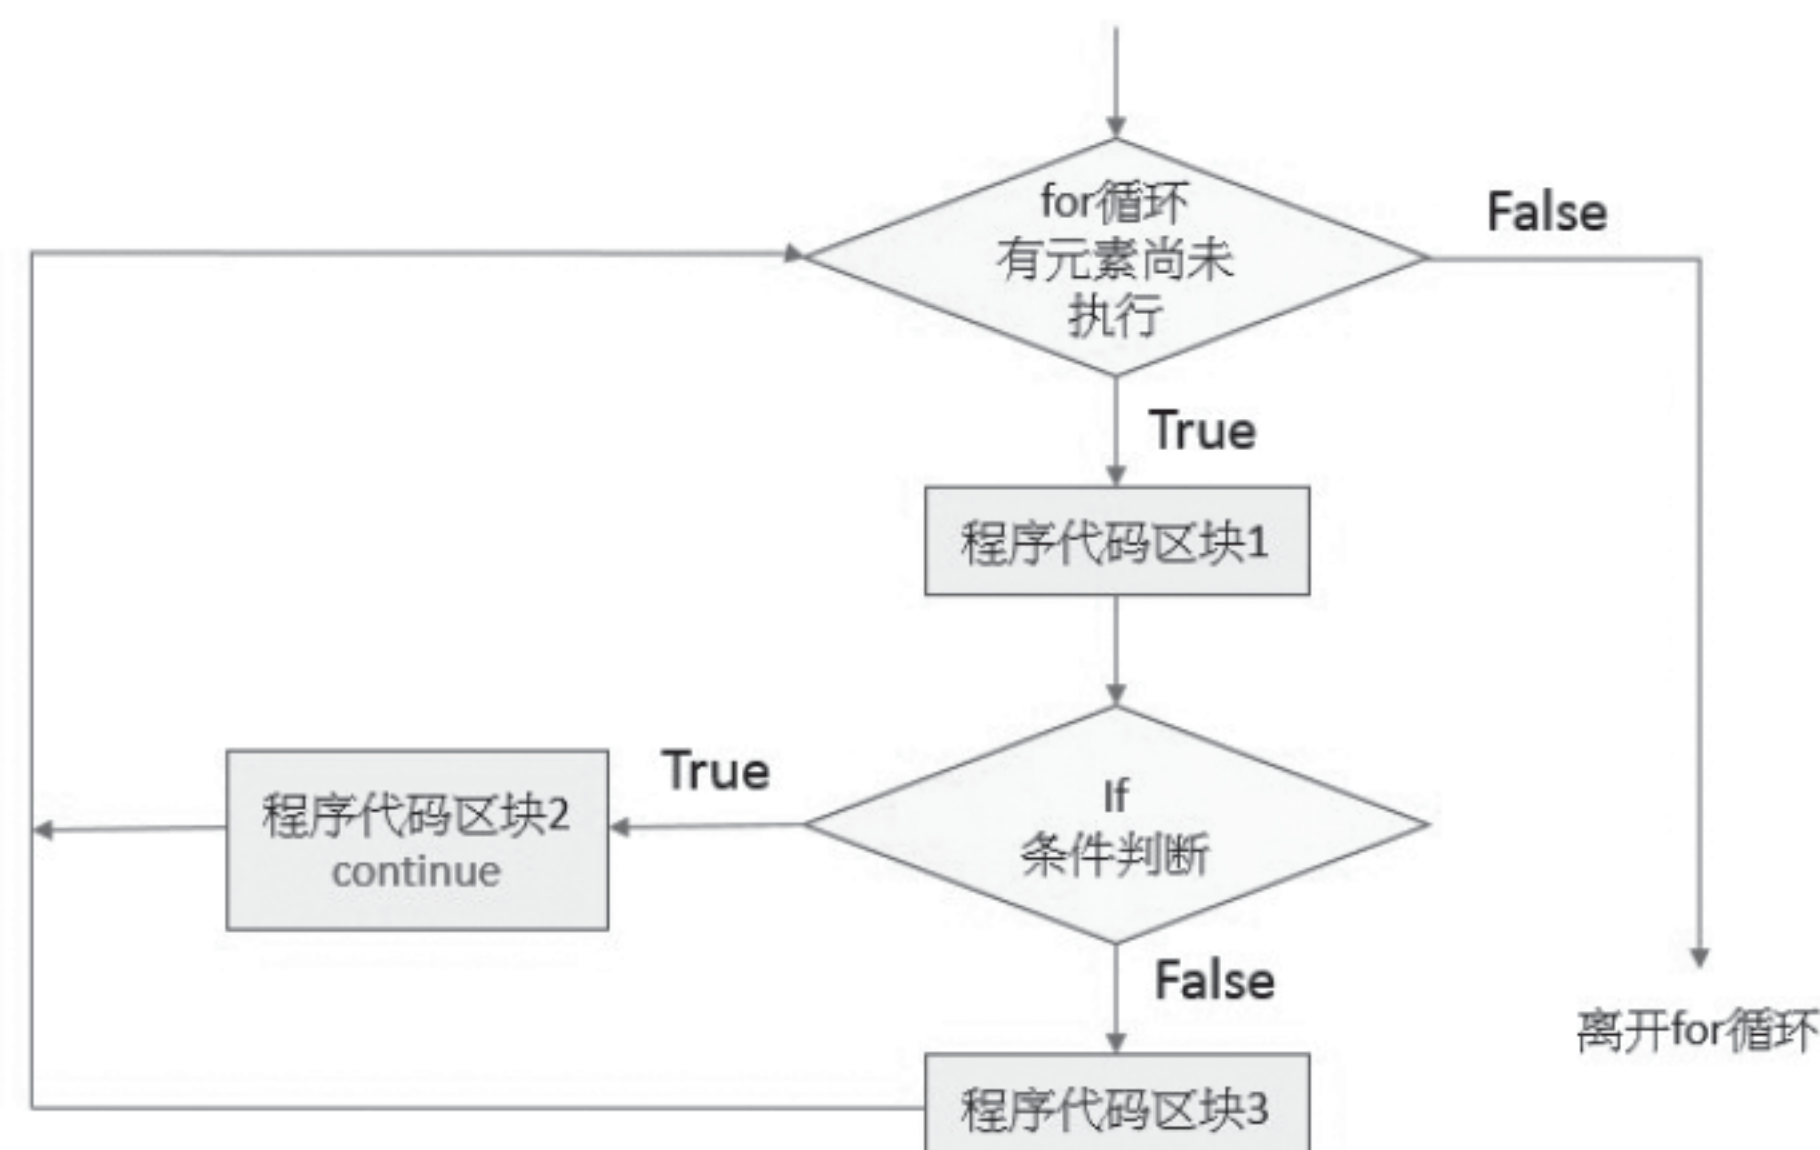 for循环
有元素尚未
执行
False
True
程序代码区块1
If
条件判断
True
程序代码区块2
continue
False
程序代码区块3
离开for循环